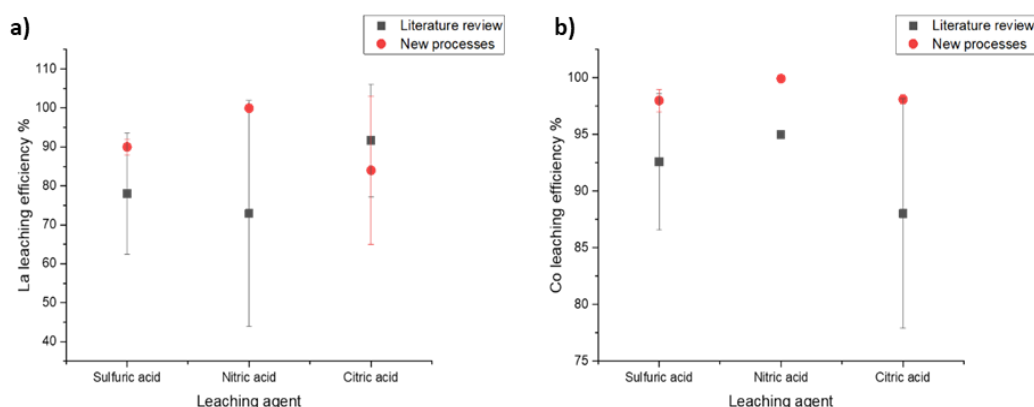 a)
Literature review
New processes
La leaching efficiency %
110
100
90
80
70
60
50
40
Sulfuric acid
Nitric acid
Citric acid
Leaching agent
b)
Literature review
New processes
Co leaching efficiency %
100
95
90
85
80
75
Sulfuric acid
Nitric acid
Citric acid
Leaching agent